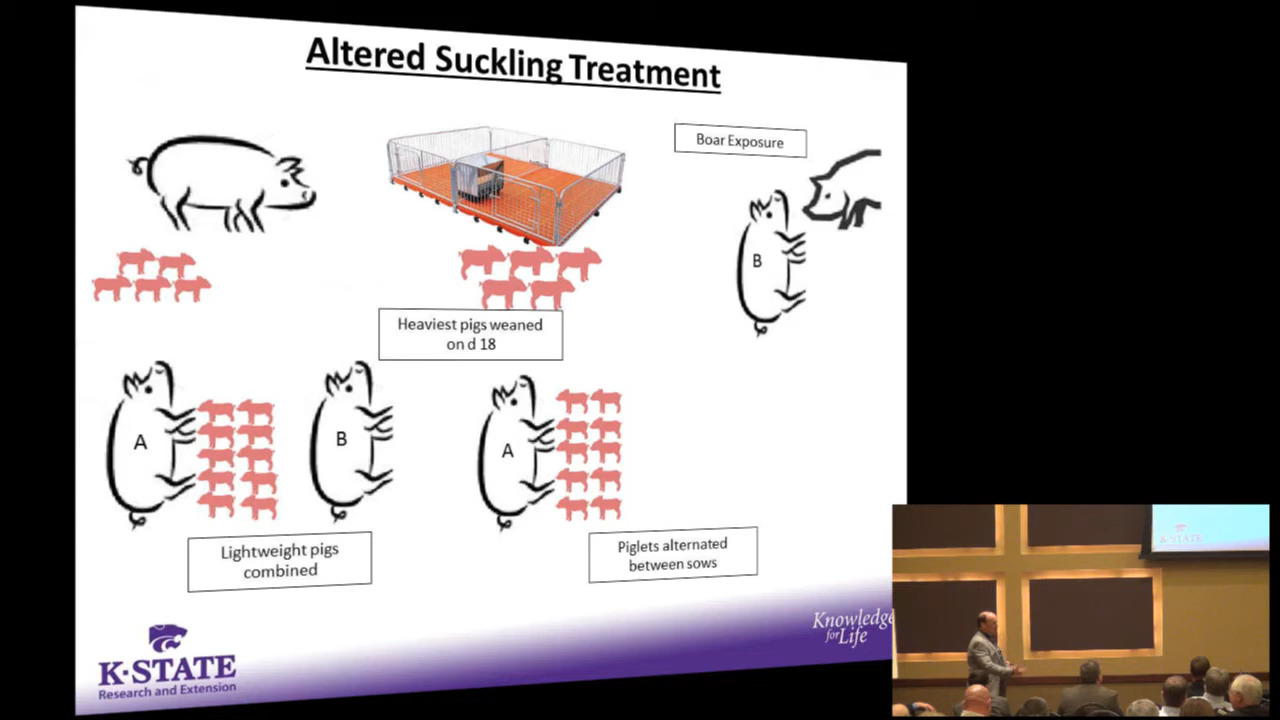 Altered Suckling Treatment
Boar Exposure
B
Heaviest pigs weaned
on d 18
A
B
A
Lightweight pigs
combined
Piglets alternated
between sows
Knowledge
for Life
K-STATE
Research and Extension
K-STATE